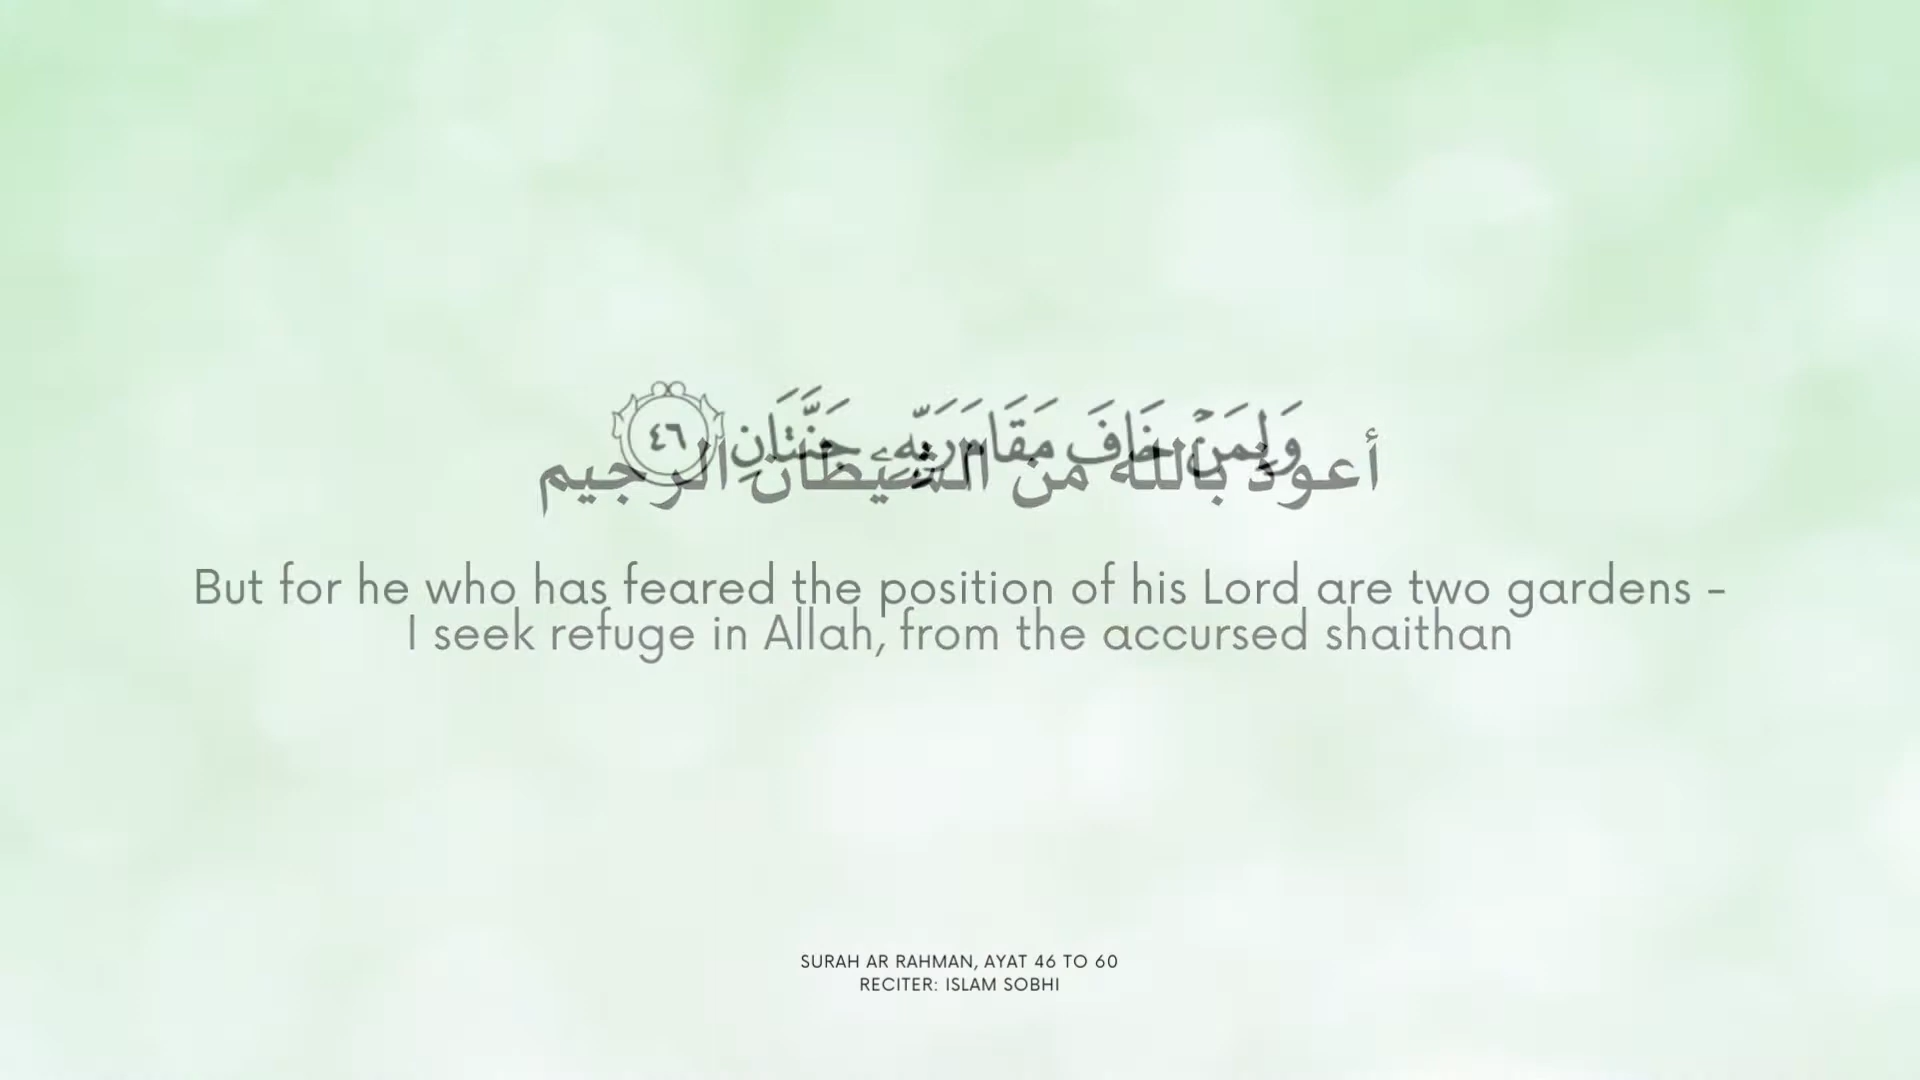 وَلِمَنْ خَافَ مَقَامَ رَبِّهِۦ جَنَّتَانِ ٤٦
أعوذ بالله من الشيطان الرجيم
But for he who has feared the position of his Lord are two gardens -
I seek refuge in Allah, from the accursed shaithan
SURAH AR RAHMAN, AYAT 46 TO 60
RECITER: ISLAM SOBHI